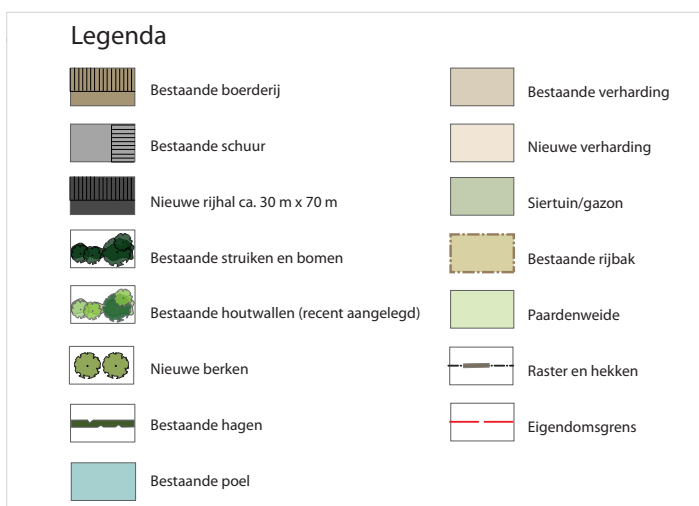 Legenda
Bestaande boerderij
Bestaande schuur
Nieuwe rijhal ca. 30 m x 70 m
Bestaande struiken en bomen
Bestaande houtwallen (recent aangelegd)
Nieuwe berken
Bestaande hagen
Bestaande poel
Bestaande verharding
Nieuwe verharding
Siertuin/gazon
Bestaande rijbak
Paardenweide
Raster en hekken
Eigendomsgrens